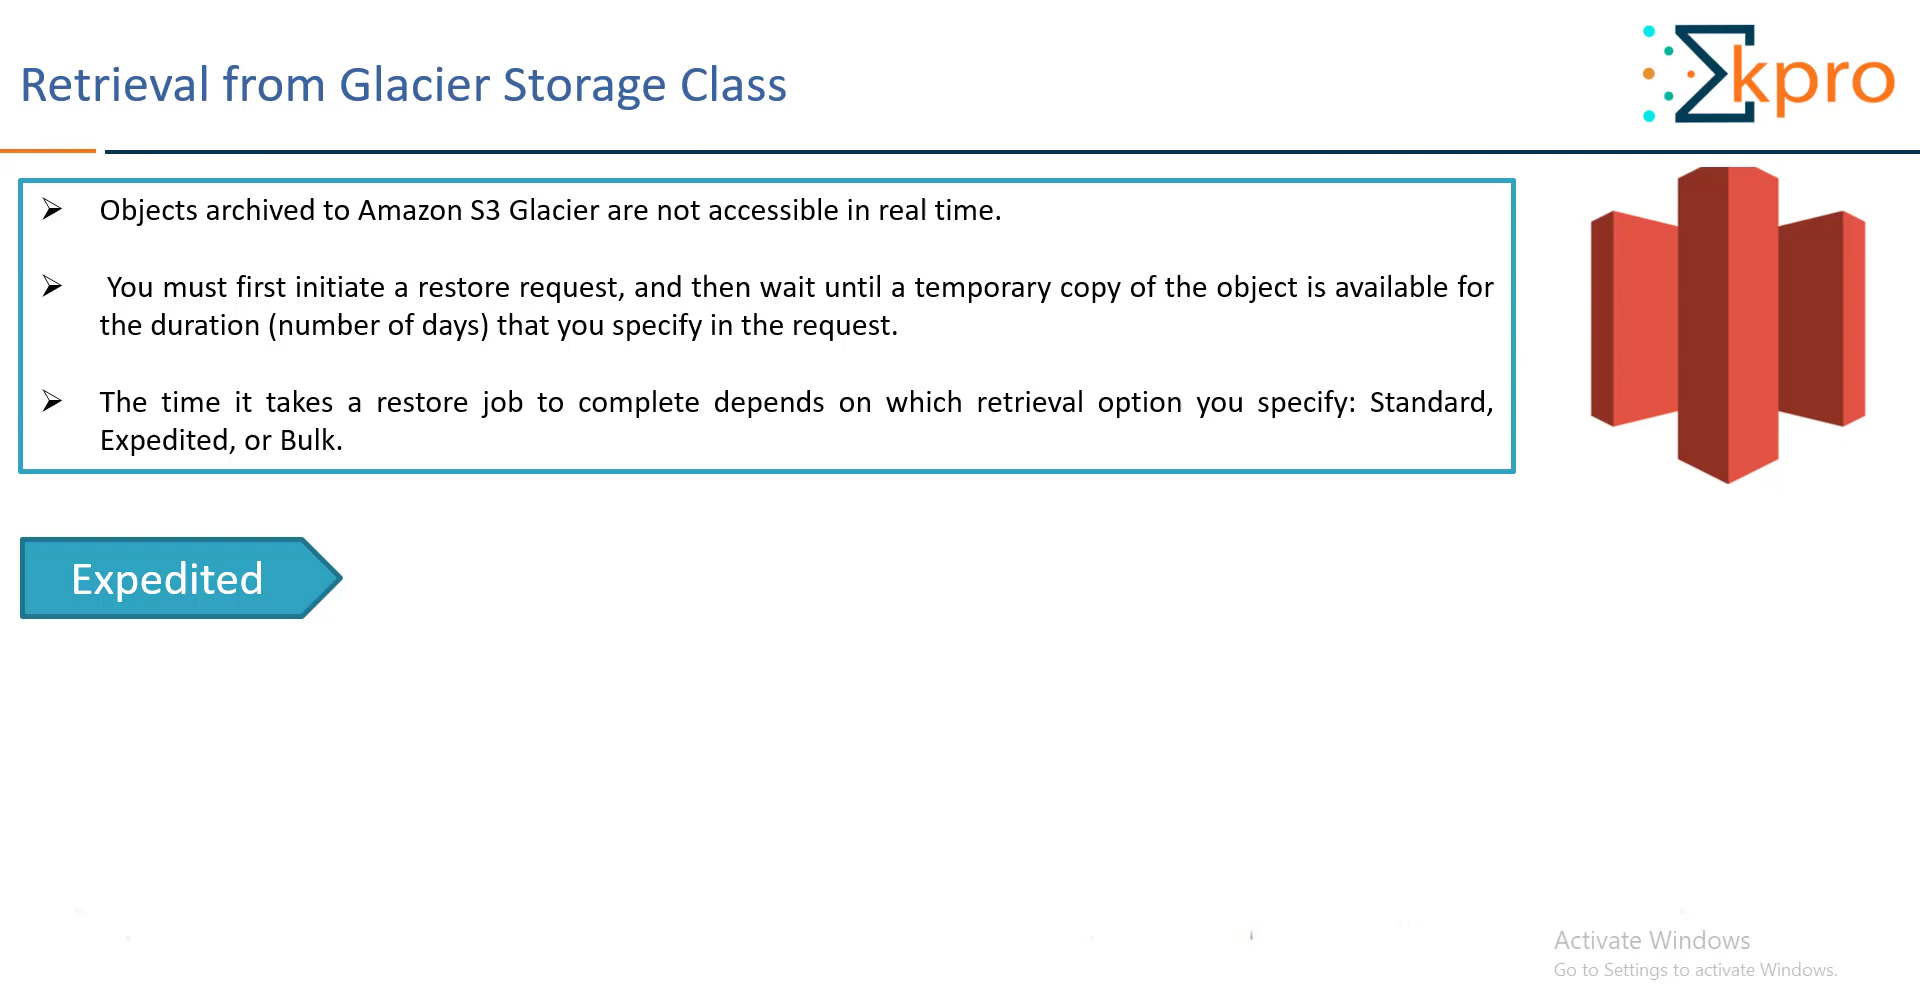 Retrieval from Glacier Storage Class
Σkpro
➢ Objects archived to Amazon S3 Glacier are not accessible in real time.
➢ You must first initiate a restore request, and then wait until a temporary copy of the object is available for
the duration (number of days) that you specify in the request.
➢ The time it takes a restore job to complete depends on which retrieval option you specify: Standard,
Expedited, or Bulk.
Expedited
Activate Windows
Go to Settings to activate Windows.